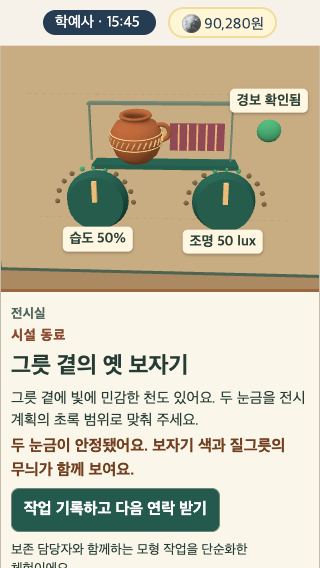 학예사 · 15:45
90,280원
경보 확인됨
습도 50%
조명 50 lux
전시실
시설 동료
그릇 곁의 옛 보자기
그릇 곁에 빛에 민감한 천도 있어요. 두 눈금을 전시
계획의 초록 범위로 맞춰 주세요.
두 눈금이 안정됐어요. 보자기 색과 질그릇의
무늬가 함께 보여요.
작업 기록하고 다음 연락 받기
보존 담당자와 함께하는 모형 작업을 단순화한
체험이에요.